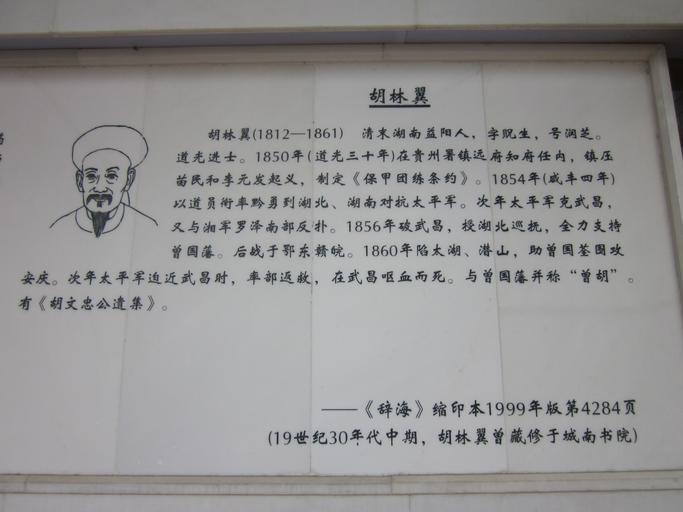 胡林翼
胡林翼(1812—1861) 清末湖南益阳人，字贶生，号润芝。
道光进士。1850年(道光三十年)在贵州署镇远府知府任内，镇压
苗民和李元发起义，制定《保甲团练条约》。1854年(咸丰四年)
以道员衔率黔勇到湖北、湖南对抗太平军。次年太平军克武昌，
又与湘军罗泽南部反扑。1856年破武昌，授湖北巡抚，全力支持
曾国藩。后战于鄂东赣皖。1860年陷太湖、潜山，助曾国荃围攻
安庆。次年太平军迫近武昌时，率部返救，在武昌呕血而死。与曾国藩并称“曾胡”。
有《胡文忠公遗集》。
——《辞海》缩印本1999年版第4284页
(19世纪30年代中期，胡林翼曾藏修于城南书院)